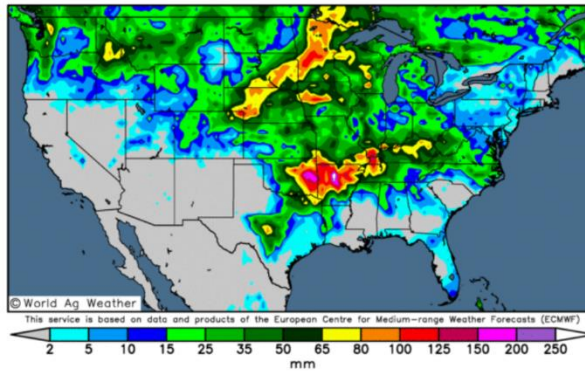 © World Ag Weather
This service is based on data and products of the European Centre for Medium-range Weather Forecasts (ECMWF)
2 5 10 15 25 35 50 65 80 100 125 150 200 250
mm